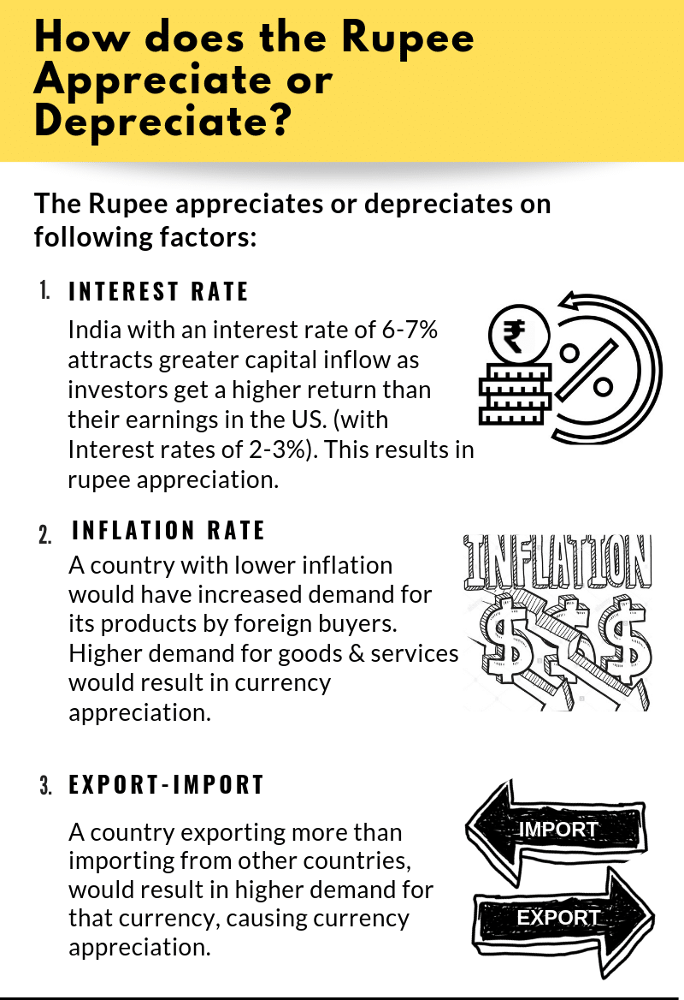 How does the Rupee
Appreciate or
Depreciate?
The Rupee appreciates or depreciates on
following factors:
1. INTEREST RATE
India with an interest rate of 6-7%
attracts greater capital inflow as
investors get a higher return than
their earnings in the US. (with
Interest rates of 2-3%). This results in
rupee appreciation.
₹
%
2. INFLATION RATE
A country with lower inflation
would have increased demand for
its products by foreign buyers.
Higher demand for goods & services
would result in currency
appreciation.
INFLATION
$$$
3. EXPORT-IMPORT
A country exporting more than
importing from other countries,
would result in higher demand for
that currency, causing currency
appreciation.
IMPORT
EXPORT